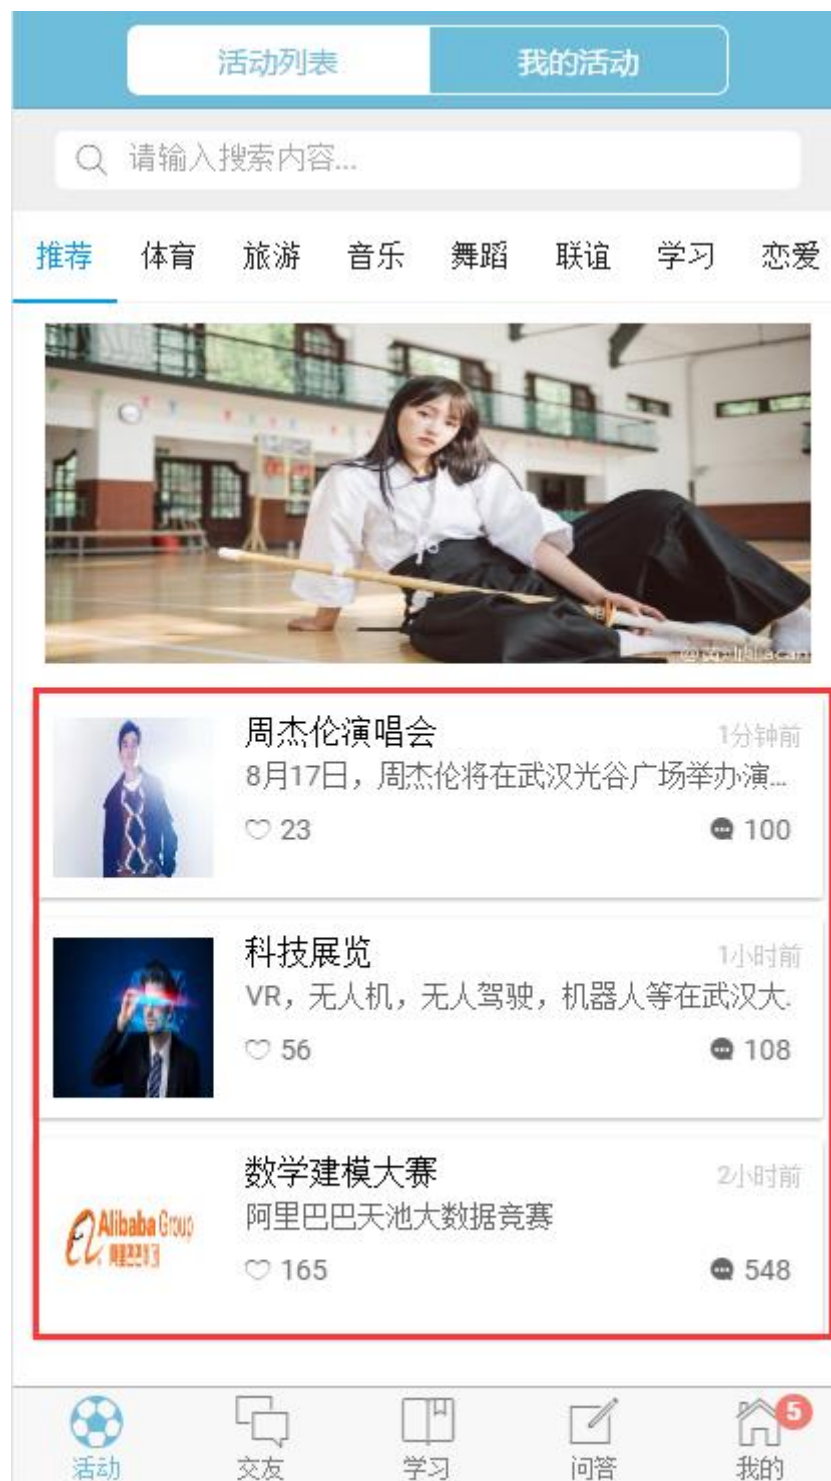 活动列表 我的活动
请输入搜索内容...
推荐 体育 旅游 音乐 舞蹈 联谊 学习 恋爱
周杰伦演唱会 1分钟前
8月17日，周杰伦将在武汉光谷广场举办演...
23 100
科技展览 1小时前
VR，无人机，无人驾驶，机器人等在武汉大.
56 108
Alibaba Group
数学建模大赛 2小时前
阿里巴巴天池大数据竞赛
165 548
5
活动 交友 学习 问答 我的